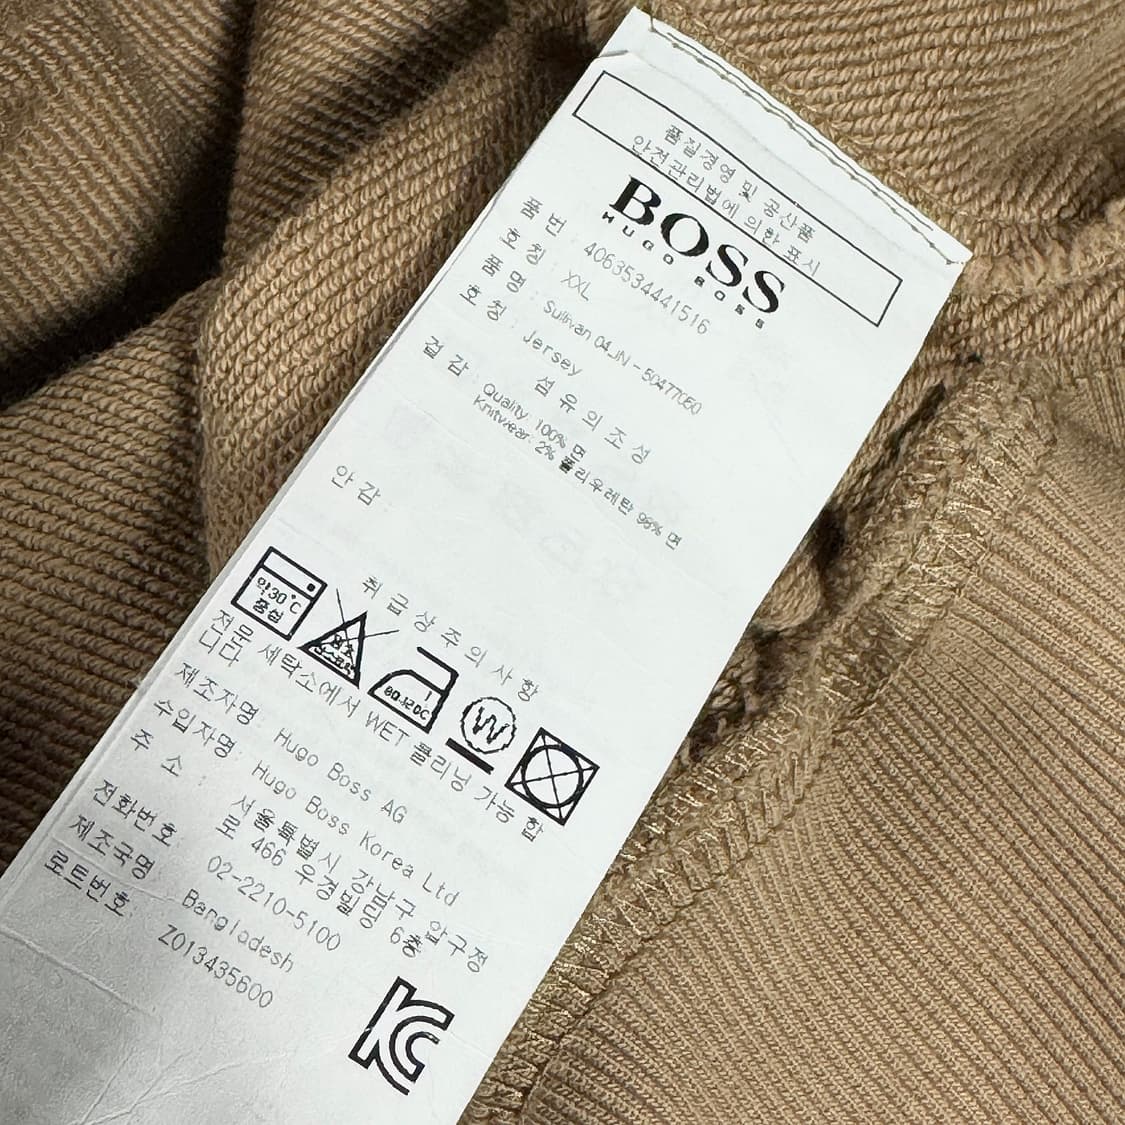 품질경영 및 공산품
안전관리법에 의한 표시
BOSS
HUGO BOSS
품 번 : 4063534441516
호 칭 : XXL
품 명 : Sullivan 04_IN - 50477050
호 칭 : Jersey
섬 유 의 조 성
겉 감 : Quality 100% 면
Knitwear: 2% 폴리우레탄 98% 면
안 감
취 급 상 주 의 사 항
약30℃
중성
W
전문 세탁소에서 WET 클리닝 가능 합
니다
제조자명 : Hugo Boss AG
수입자명 : Hugo Boss Korea Ltd
주 소 : 서울특별시 강남구 압구정
로 466 우경빌딩 6층
전화번호 02-2210-5100
제조국명 Bangladesh
로트번호 Z013435600
KC